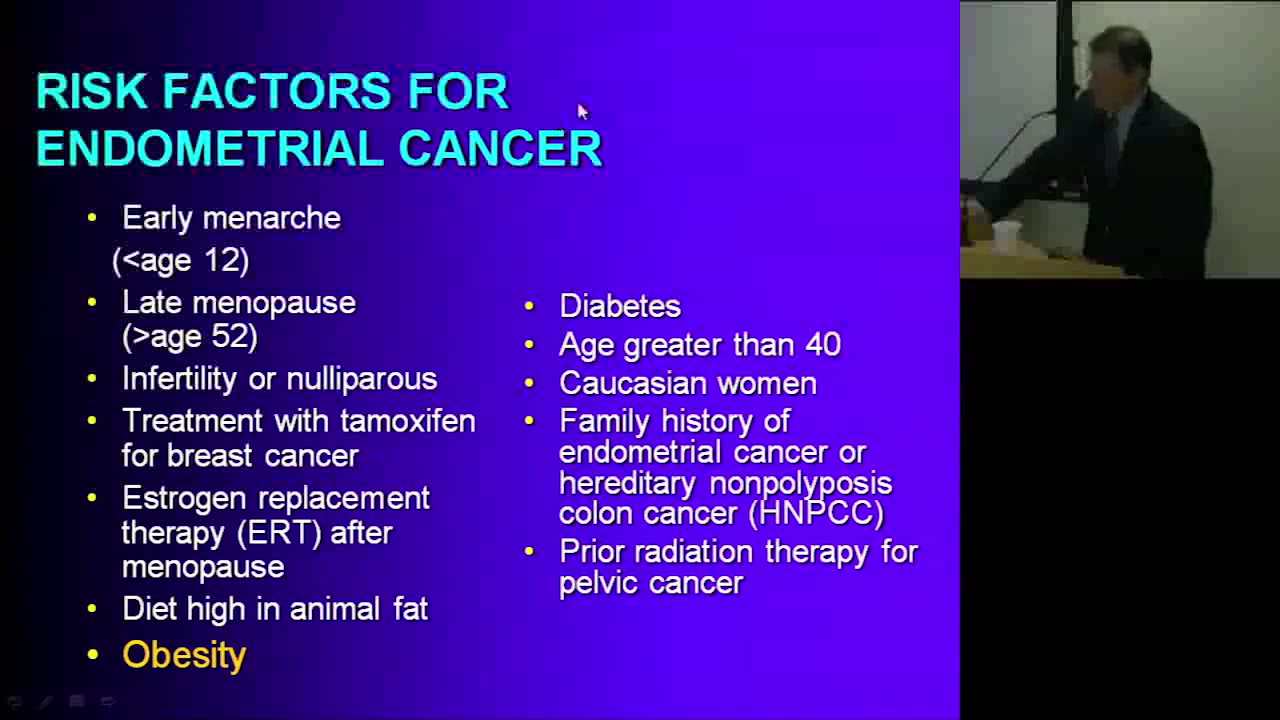 RISK FACTORS FOR
ENDOMETRIAL CANCER
• Early menarche
(<age 12)
• Late menopause
(>age 52)
• Infertility or nulliparous
• Treatment with tamoxifen
for breast cancer
• Estrogen replacement
therapy (ERT) after
menopause
• Diet high in animal fat
• Obesity
• Diabetes
• Age greater than 40
• Caucasian women
• Family history of
endometrial cancer or
hereditary nonpolyposis
colon cancer (HNPCC)
• Prior radiation therapy for
pelvic cancer